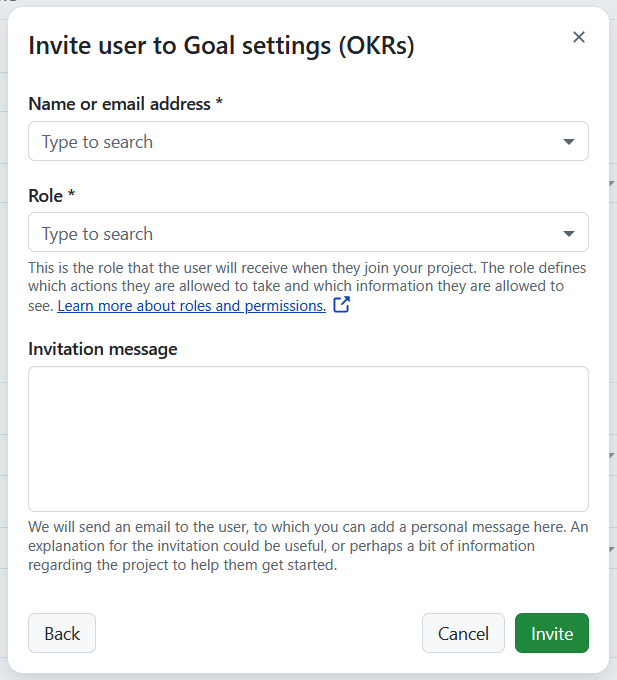 Invite user to Goal settings (OKRs)
Name or email address *
Type to search
Role *
Type to search
This is the role that the user will receive when they join your project. The role defines
which actions they are allowed to take and which information they are allowed to
see. Learn more about roles and permissions.
Invitation message
We will send an email to the user, to which you can add a personal message here. An
explanation for the invitation could be useful, or perhaps a bit of information
regarding the project to help them get started.
Back
Cancel
Invite